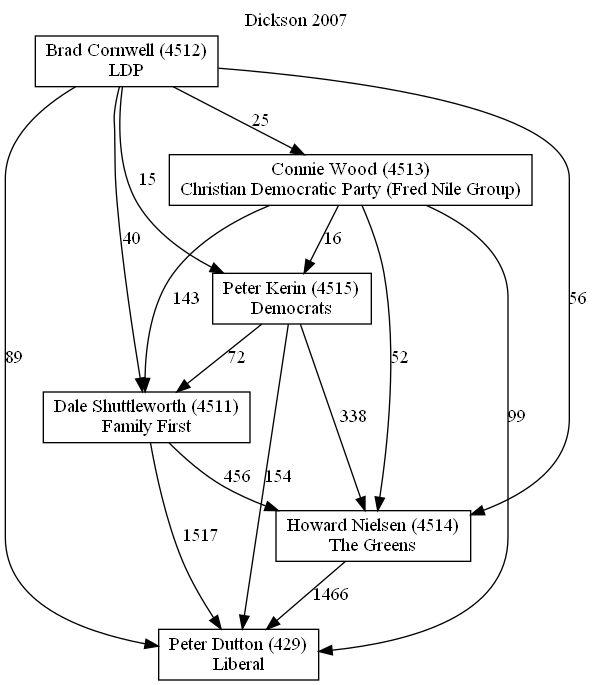 Dickson 2007
Brad Cornwell (4512)
LDP
25
Connie Wood (4513)
Christian Democratic Party (Fred Nile Group)
15
40
16
56
Peter Kerin (4515)
Democrats
143
89
72
52
338
99
154
Dale Shuttleworth (4511)
Family First
456
Howard Nielsen (4514)
The Greens
1517
1466
Peter Dutton (429)
Liberal